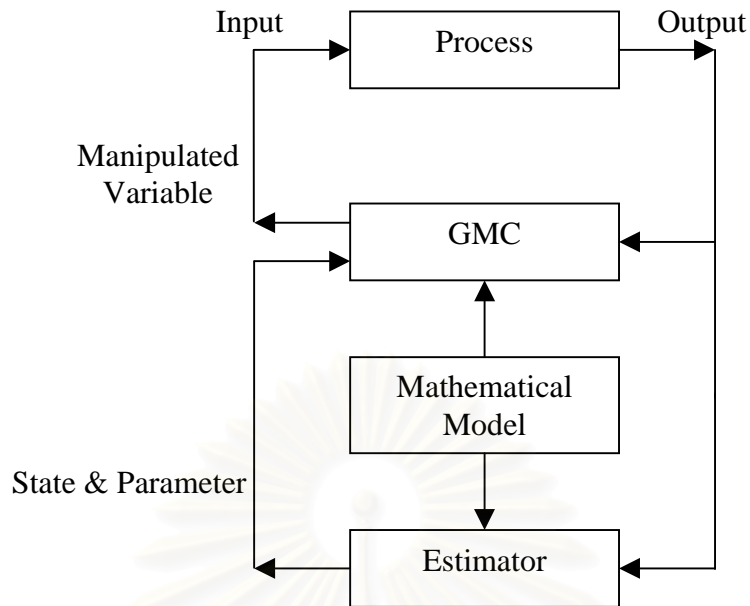 Input
Process
Output
Manipulated
Variable
GMC
Mathematical
Model
State & Parameter
Estimator